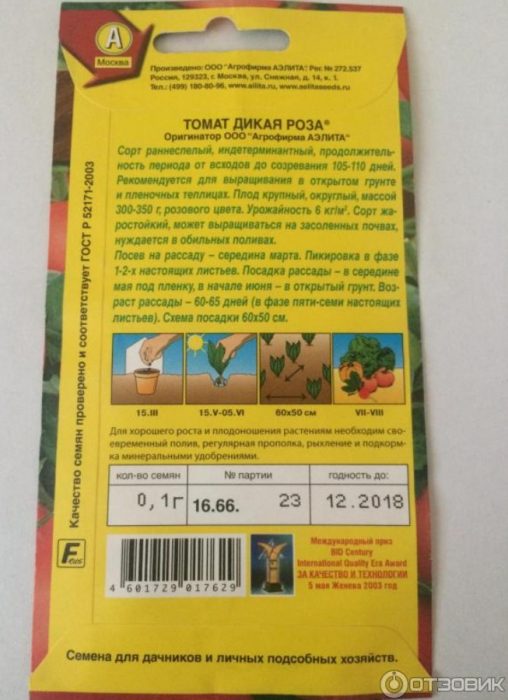 А
Москва
Произведено: ООО "Агрофирма АЭЛИТА". Рег № 272.537
Россия, 129323, г. Москва, ул. Снежная, д. 14, к. 1.
Тел.: (499) 180-80-96, www.ailita.ru, www.aelitaseeds.ru
ТОМАТ ДИКАЯ РОЗА®
Оригинатор ООО "Агрофирма АЭЛИТА"
Сорт раннеспелый, индетерминантный, продолжитель-
ность периода от всходов до созревания 105-110 дней.
Рекомендуется для выращивания в открытом грунте
и пленочных теплицах. Плод крупный, округлый, массой
300-350 г, розового цвета. Урожайность 6 кг/м². Сорт жа-
ростойкий, может выращиваться на засоленных почвах,
нуждается в обильных поливах.
Посев на рассаду – середина марта. Пикировка в фазе
1-2-х настоящих листьев. Посадка рассады – в середине
мая под пленку, в начале июня – в открытый грунт. Воз-
раст рассады – 60-65 дней (в фазе пяти-семи настоящих
листьев). Схема посадки 60х50 см.
15.III
15.V-05.VI
60х50 см
VII-VIII
Для хорошего роста и плодоношения растениям необходим сво-
евременный полив, регулярная прополка, рыхление и подкорм-
ка минеральными удобрениями.
кол-во семян
№ партии
годность до:
0,1г
16.66.
23
12.2018
Качество семян проверено и соответствует ГОСТ Р 52171-2003
4 601729 017629
Международный приз
BID Century
International Quality Era Award
ЗА КАЧЕСТВО И ТЕХНОЛОГИИ
5 мая Женева 2003 год
Семена для дачников и личных подсобных хозяйств.
ОТЗОВИК